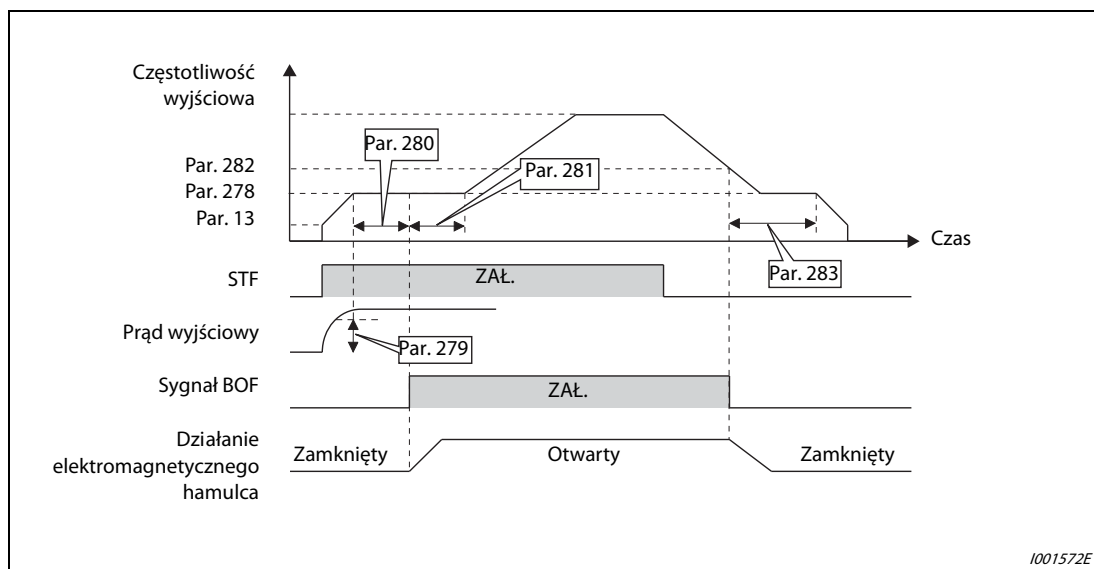 Częstotliwość
wyjściowa
Par. 280
Par. 281
Par. 282
Par. 278
Par. 13
Czas
Par. 283
STF
ZAŁ.
Prąd wyjściowy
Par. 279
Sygnał BOF
ZAŁ.
Działanie
elektromagnetycznego
hamulca
Zamknięty
Otwarty
Zamknięty
I001572E